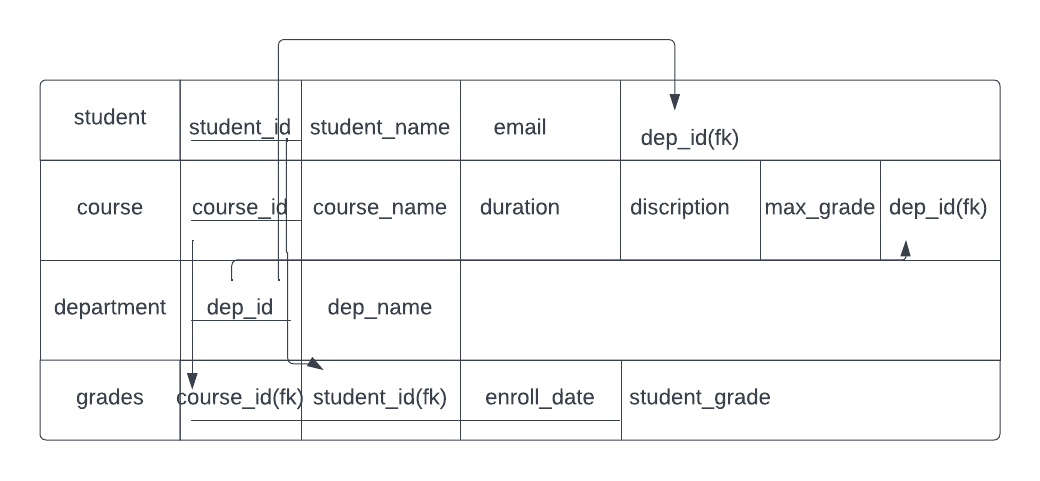 student student_id student_name email dep_id(fk)
course course_id course_name duration discription max_grade dep_id(fk)
department dep_id dep_name
grades course_id(fk) student_id(fk) enroll_date student_grade